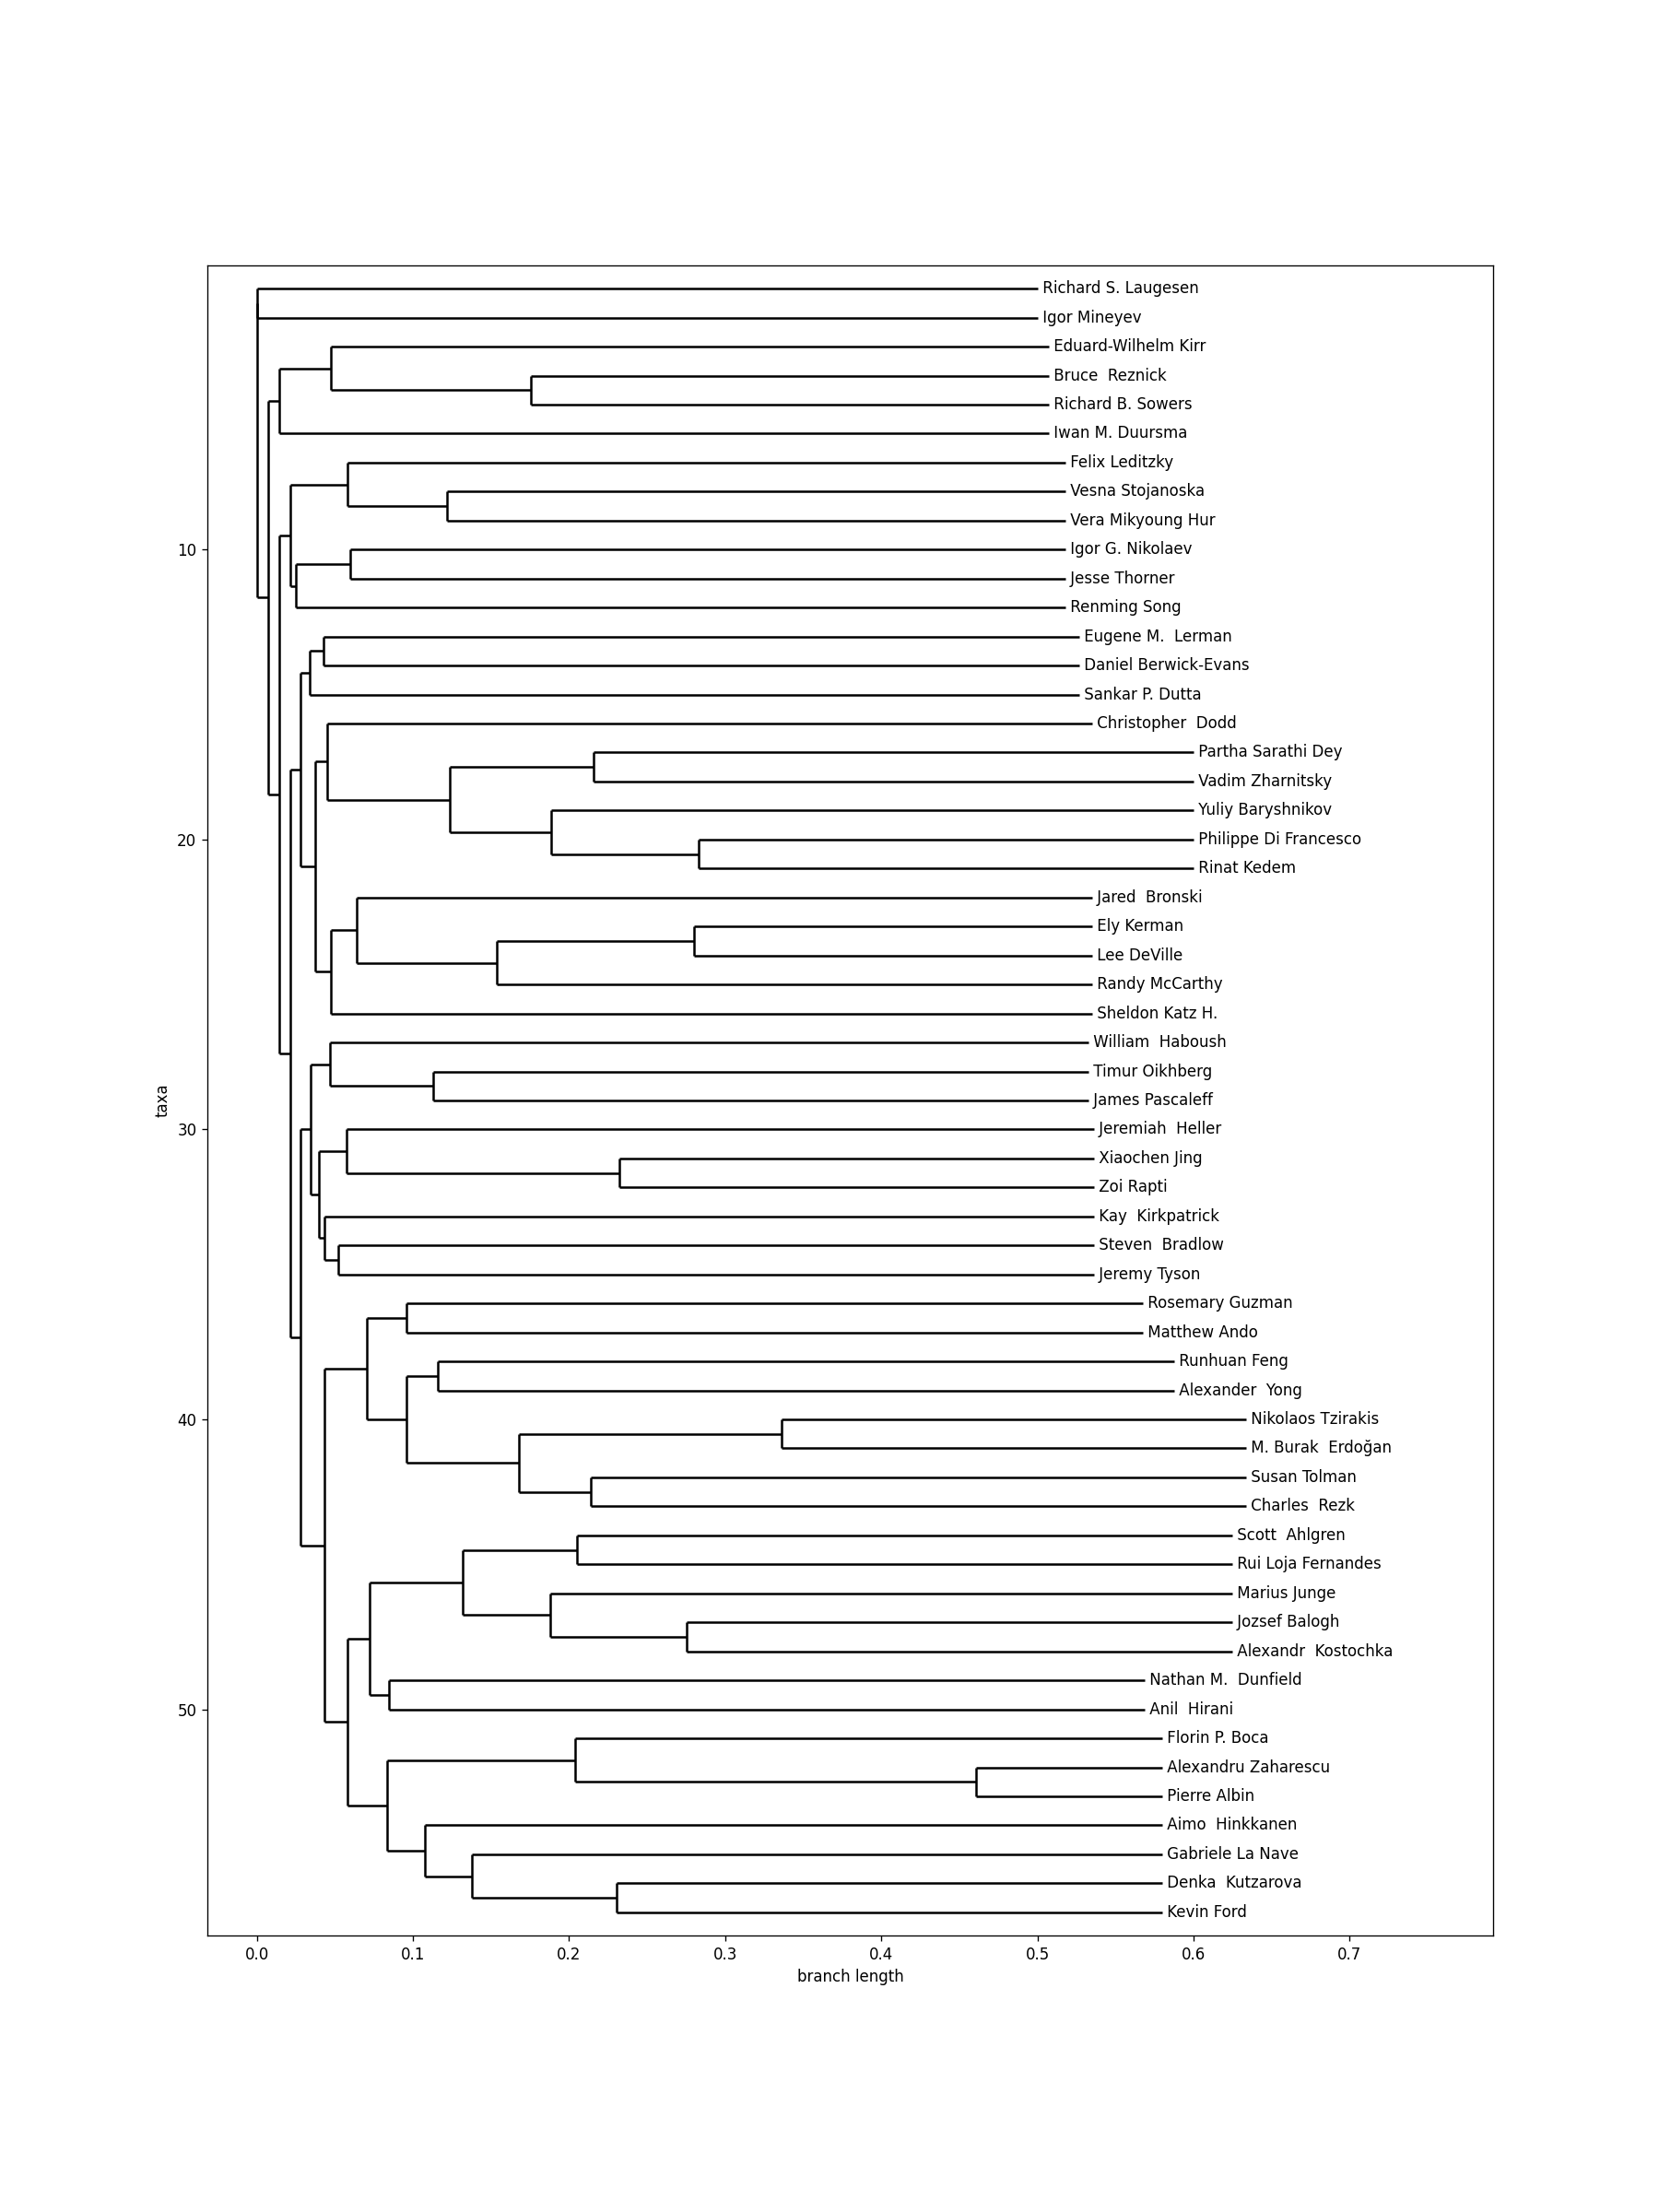 Richard S. Laugesen
Igor Mineyev
Eduard-Wilhelm Kirr
Bruce  Reznick
Richard B. Sowers
Iwan M. Duursma
Felix Leditzky
Vesna Stojanoska
Vera Mikyoung Hur
10
Igor G. Nikolaev
Jesse Thorner
Renming Song
Eugene M.  Lerman
Daniel Berwick-Evans
Sankar P. Dutta
Christopher  Dodd
Partha Sarathi Dey
Vadim Zharnitsky
Yuliy Baryshnikov
20
Philippe Di Francesco
Rinat Kedem
Jared  Bronski
Ely Kerman
Lee DeVille
Randy McCarthy
Sheldon Katz H.
William  Haboush
Timur Oikhberg
James Pascaleff
taxa
30
Jeremiah  Heller
Xiaochen Jing
Zoi Rapti
Kay  Kirkpatrick
Steven  Bradlow
Jeremy Tyson
Rosemary Guzman
Matthew Ando
Runhuan Feng
Alexander  Yong
40
Nikolaos Tzirakis
M. Burak  Erdoğan
Susan Tolman
Charles  Rezk
Scott  Ahlgren
Rui Loja Fernandes
Marius Junge
Jozsef Balogh
Alexandr  Kostochka
Nathan M.  Dunfield
50
Anil  Hirani
Florin P. Boca
Alexandru Zaharescu
Pierre Albin
Aimo  Hinkkanen
Gabriele La Nave
Denka  Kutzarova
Kevin Ford
0.0 0.1 0.2 0.3 0.4 0.5 0.6 0.7
branch length